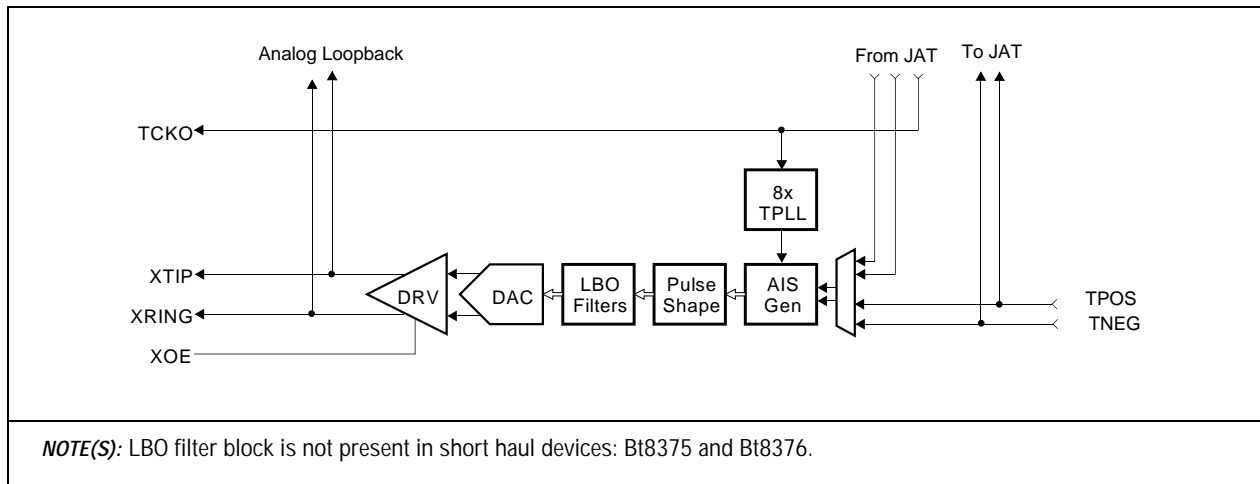 Analog Loopback
From JAT
To JAT
TCKO
8x
TPLL
XTIP
XRING
XOE
DRV
DAC
LBO
Filters
Pulse
Shape
AIS
Gen
TPOS
TNEG
NOTE(S): LBO filter block is not present in short haul devices: Bt8375 and Bt8376.